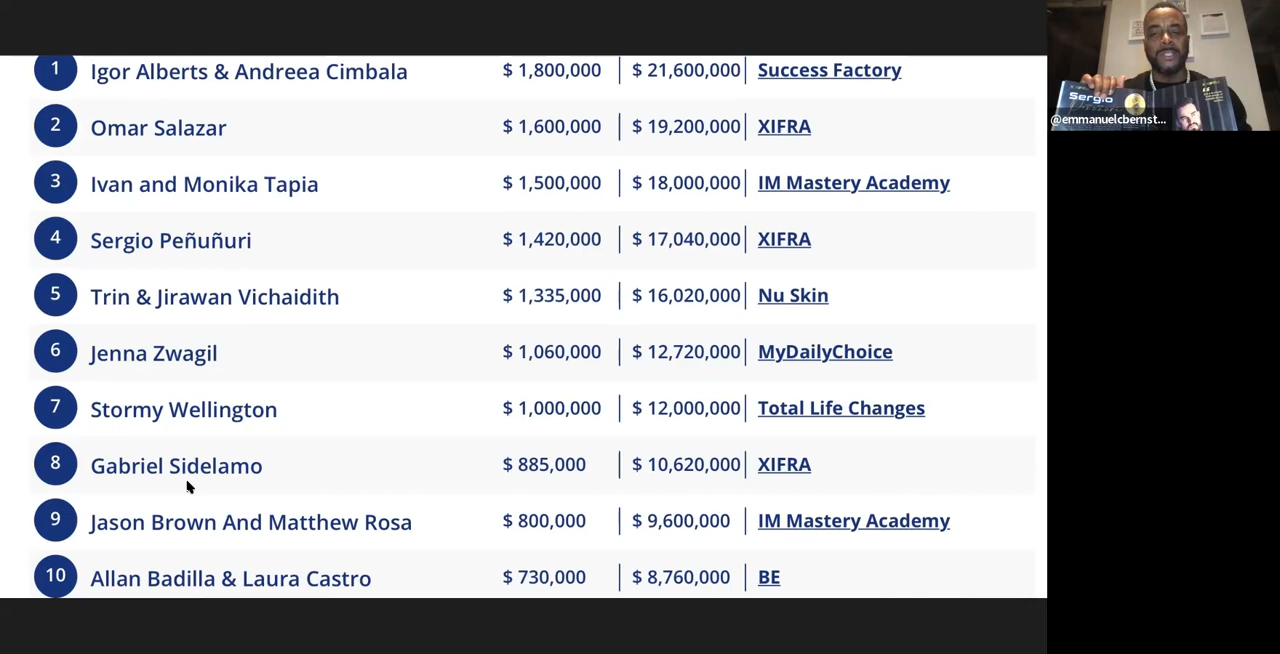 1 Igor Alberts & Andreea Cimbala $ 1,800,000 $ 21,600,000 Success Factory
2 Omar Salazar $ 1,600,000 $ 19,200,000 XIFRA
3 Ivan and Monika Tapia $ 1,500,000 $ 18,000,000 IM Mastery Academy
4 Sergio Peñuñuri $ 1,420,000 $ 17,040,000 XIFRA
5 Trin & Jirawan Vichaidith $ 1,335,000 $ 16,020,000 Nu Skin
6 Jenna Zwagil $ 1,060,000 $ 12,720,000 MyDailyChoice
7 Stormy Wellington $ 1,000,000 $ 12,000,000 Total Life Changes
8 Gabriel Sidelamo $ 885,000 $ 10,620,000 XIFRA
9 Jason Brown And Matthew Rosa $ 800,000 $ 9,600,000 IM Mastery Academy
10 Allan Badilla & Laura Castro $ 730,000 $ 8,760,000 BE
Sergio
@emmanuelcbernst...